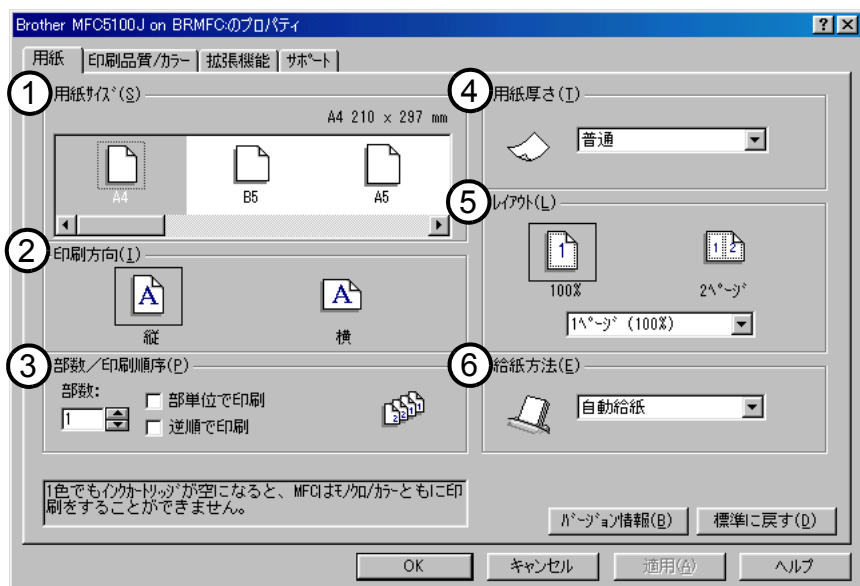 Brother MFC5100J on BRMFC:のプロパティ
用紙 印刷品質/カラー 拡張機能 サポート
① 用紙サイズ(S)
A4 210 x 297 mm
A4 B5 A5
② 印刷方向(I)
A A
縦 横
③ 部数/印刷順序(P)
部数:
1
部単位で印刷
逆順で印刷
2 2 1 1
④ 用紙厚さ(T)
普通
⑤ レイアウト(L)
1 1 2
100% 2ページ
1ページ (100%)
⑥ 給紙方法(E)
自動給紙
1色でもインクカートリッジが空になると、MFCはモノクロ/カラーともに印
刷をすることができません。
バージョン情報(B) 標準に戻す(D)
OK キャンセル 適用(A) ヘルプ